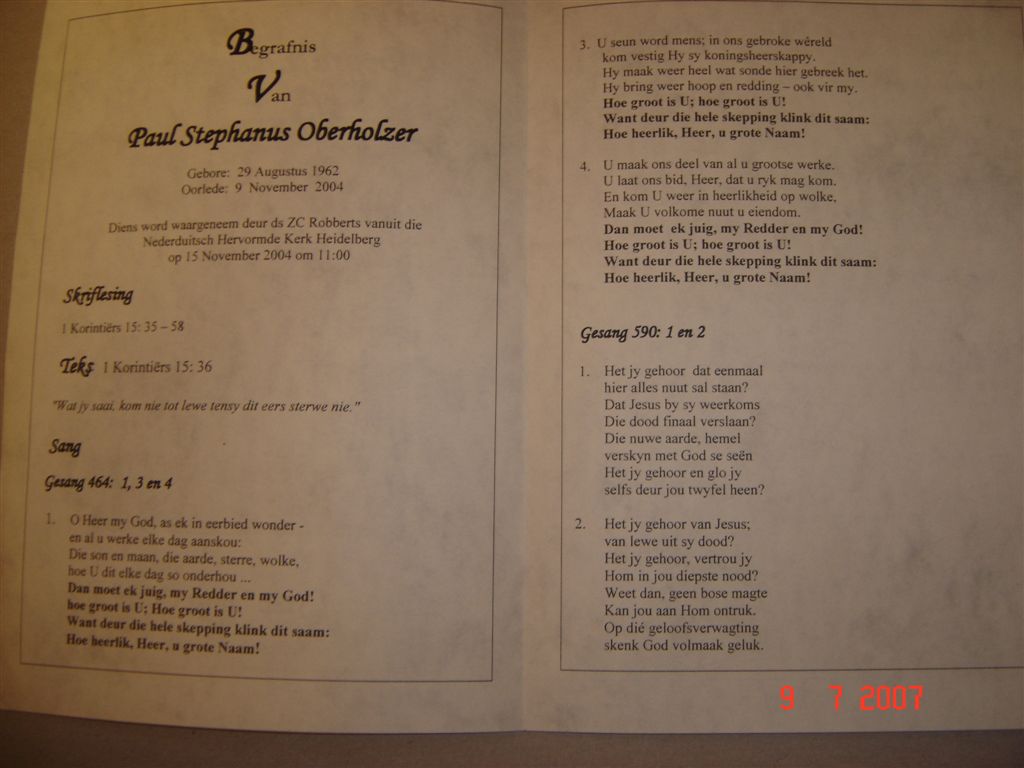 Begrafnis
Van
Paul Stephanus Oberholzer
Gebore: 29 Augustus 1962
Oorlede: 9 November 2004
Diens word waargeneem deur ds ZC Robberts vanuit die
Nederduitsch Hervormde Kerk Heidelberg
op 15 November 2004 om 11:00
Skriflesing
1 Korintiërs 15: 35 – 58
Teks 1 Korintiërs 15: 36
"Wat jy saai, kom nie tot lewe tensy dit eers sterwe nie."
Sang
Gesang 464: 1, 3 en 4
1. O Heer my God, as ek in eerbied wonder -
en al u werke elke dag aanskou:
Die son en maan, die aarde, sterre, wolke,
hoe U dit elke dag so onderhou ...
Dan moet ek juig, my Redder en my God!
hoe groot is U; Hoe groot is U!
Want deur die hele skepping klink dit saam:
Hoe heerlik, Heer, u grote Naam!
3. U seun word mens; in ons gebroke wêreld
kom vestig Hy sy koningsheerskappy.
Hy maak weer heel wat sonde hier gebreek het.
Hy bring weer hoop en redding – ook vir my.
Hoe groot is U; hoe groot is U!
Want deur die hele skepping klink dit saam:
Hoe heerlik, Heer, u grote Naam!
4. U maak ons deel van al u grootse werke.
U laat ons bid, Heer, dat u ryk mag kom.
En kom U weer in heerlikheid op wolke,
Maak U volkome nuut u eiendom.
Dan moet ek juig, my Redder en my God!
Hoe groot is U; hoe groot is U!
Want deur die hele skepping klink dit saam:
Hoe heerlik, Heer, u grote Naam!
Gesang 590: 1 en 2
1. Het jy gehoor dat eenmaal
hier alles nuut sal staan?
Dat Jesus by sy weerkoms
Die dood finaal verslaan?
Die nuwe aarde, hemel
verskyn met God se seën
Het jy gehoor en glo jy
selfs deur jou twyfel heen?
2. Het jy gehoor van Jesus;
van lewe uit sy dood?
Het jy gehoor, vertrou jy
Hom in jou diepste nood?
Weet dan, geen bose magte
Kan jou aan Hom ontruk.
Op dié geloofsverwagting
skenk God volmaak geluk.
9 7 2007